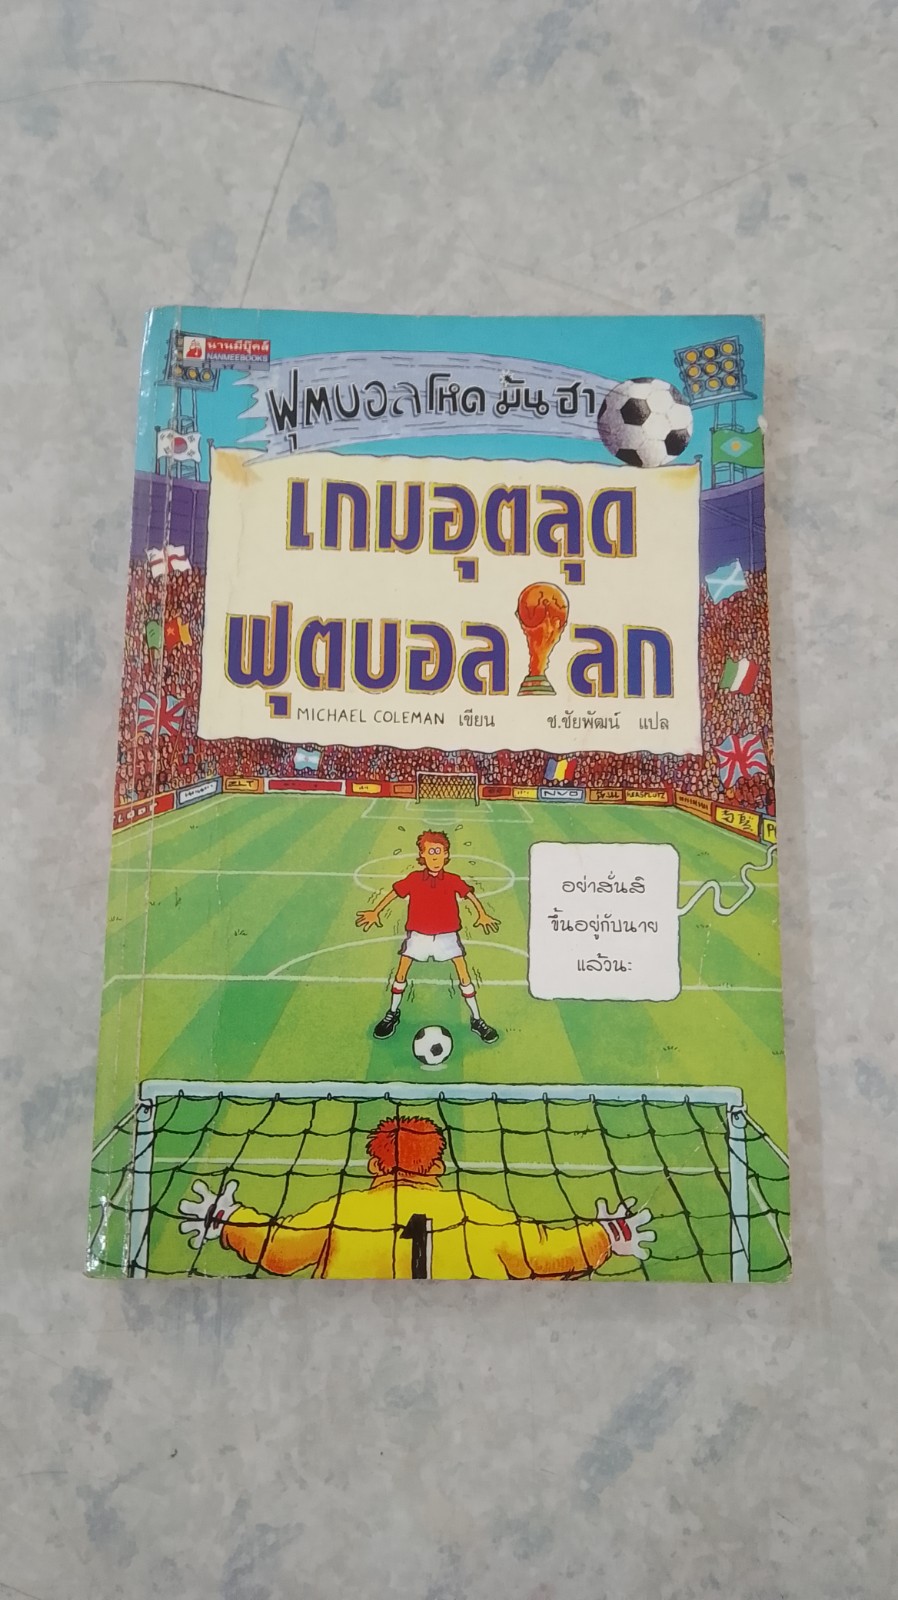 นานมีบุ๊คส์
NANMEEBOOKS
ฟุตบอลโหด มัน ฮา
เกมอุตลุด
ฟุตบอลโลก
MICHAEL COLEMAN เขียน ช.ชัยพัฒน์ แปล
ZLT
NVO
อย่าสั่นสิ
ขึ้นอยู่กับนาย
แล้วนะ
1